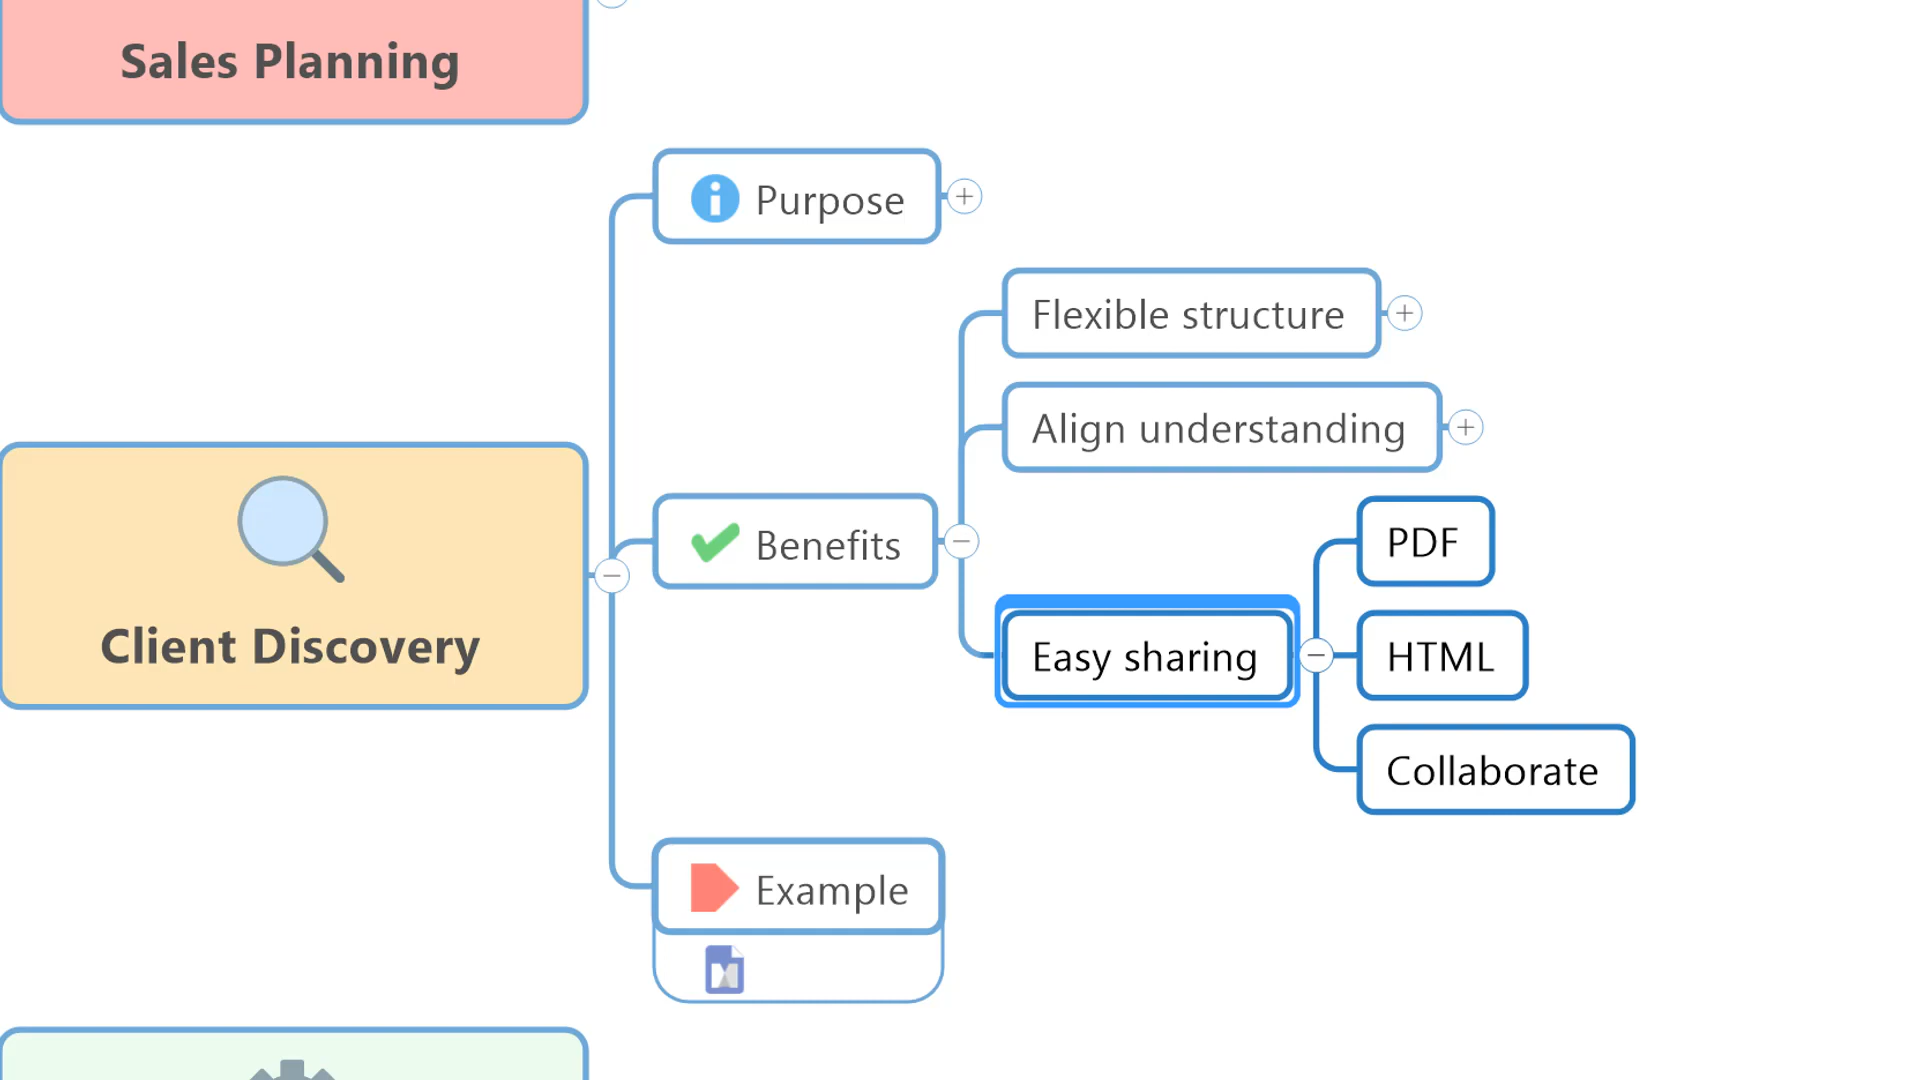 Sales Planning
Purpose
Flexible structure
Align understanding
PDF
Benefits
Easy sharing
HTML
Client Discovery
Collaborate
Example